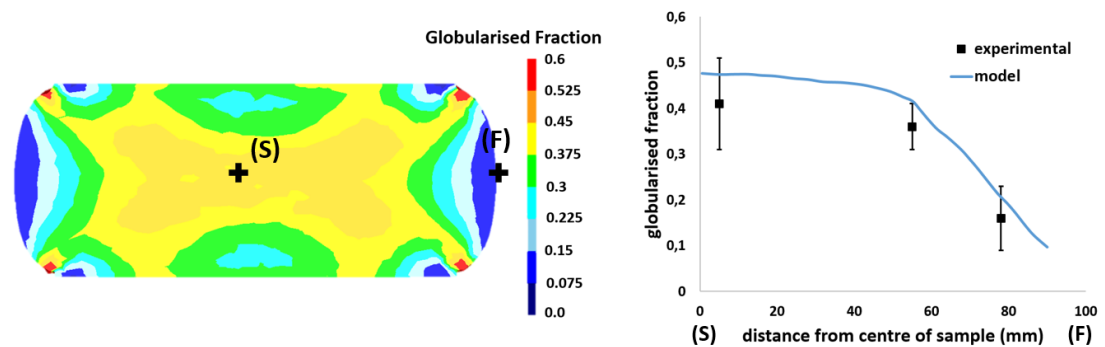 Globularised Fraction
0.6
0.525
0.45
0.375
0.3
0.225
0.15
0.075
0.0
(S)
(F)
globularised fraction
0,6
0,5
0,4
0,3
0,2
0,1
0
experimental
model
0 20 40 60 80 100
(S) distance from centre of sample (mm) (F)